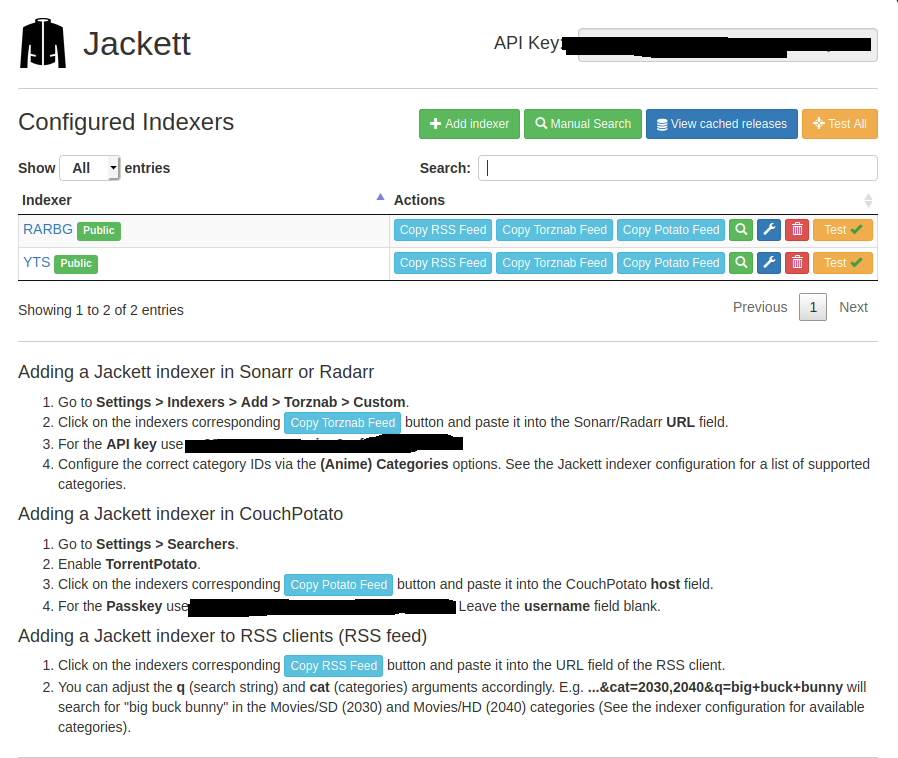 Jackett
API Key:
Configured Indexers
Add indexer
Manual Search
View cached releases
Test All
Show All entries
Search:
Indexer
Actions
RARBG Public
Copy RSS Feed
Copy Torznab Feed
Copy Potato Feed
Test
YTS Public
Copy RSS Feed
Copy Torznab Feed
Copy Potato Feed
Test
Showing 1 to 2 of 2 entries
Previous 1 Next
Adding a Jackett indexer in Sonarr or Radarr
1. Go to Settings > Indexers > Add > Torznab > Custom.
2. Click on the indexers corresponding Copy Torznab Feed button and paste it into the Sonarr/Radarr URL field.
3. For the API key use
4. Configure the correct category IDs via the (Anime) Categories options. See the Jackett indexer configuration for a list of supported
categories.
Adding a Jackett indexer in CouchPotato
1. Go to Settings > Searchers.
2. Enable TorrentPotato.
3. Click on the indexers corresponding Copy Potato Feed button and paste it into the CouchPotato host field.
4. For the Passkey use Leave the username field blank.
Adding a Jackett indexer to RSS clients (RSS feed)
1. Click on the indexers corresponding Copy RSS Feed button and paste it into the URL field of the RSS client.
2. You can adjust the q (search string) and cat (categories) arguments accordingly. E.g. ...&cat=2030,2040&q=big+buck+bunny will
search for "big buck bunny" in the Movies/SD (2030) and Movies/HD (2040) categories (See the indexer configuration for available
categories).